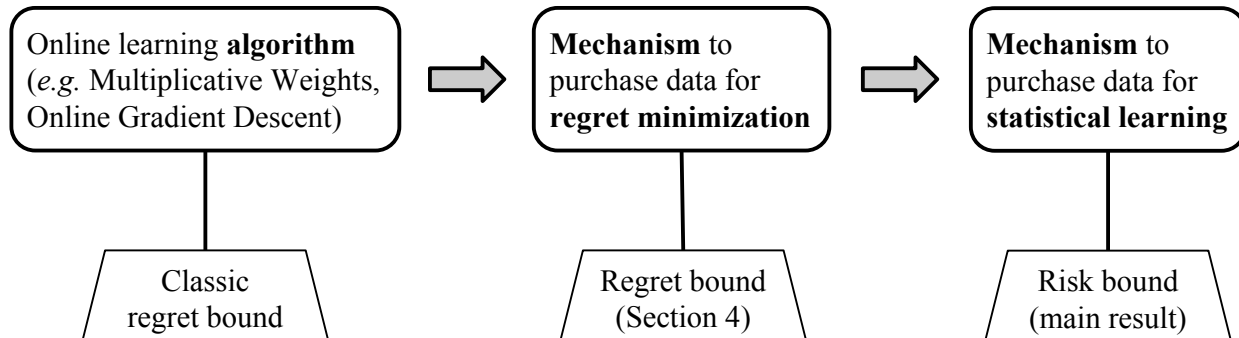 Online learning algorithm
(e.g. Multiplicative Weights,
Online Gradient Descent)
Mechanism to
purchase data for
regret minimization
Mechanism to
purchase data for
statistical learning
Classic
regret bound
Regret bound
(Section 4)
Risk bound
(main result)